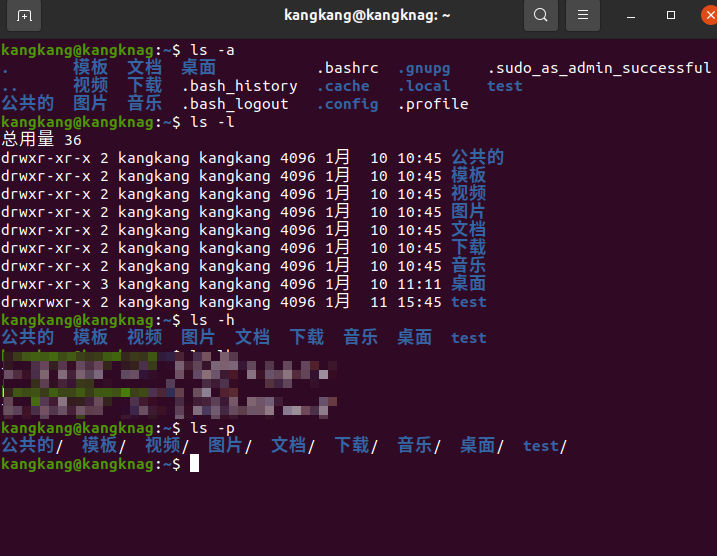 kangkang@kangknag: ~
kangkang@kangknag:~$ ls -a
. 模板 文档 桌面 .bashrc .gnupg .sudo_as_admin_successful
.. 视频 下载 .bash_history .cache .local test
公共的 图片 音乐 .bash_logout .config .profile
kangkang@kangknag:~$ ls -l
总用量 36
drwxr-xr-x 2 kangkang kangkang 4096 1月 10 10:45 公共的
drwxr-xr-x 2 kangkang kangkang 4096 1月 10 10:45 模板
drwxr-xr-x 2 kangkang kangkang 4096 1月 10 10:45 视频
drwxr-xr-x 2 kangkang kangkang 4096 1月 10 10:45 图片
drwxr-xr-x 2 kangkang kangkang 4096 1月 10 10:45 文档
drwxr-xr-x 2 kangkang kangkang 4096 1月 10 10:45 下载
drwxr-xr-x 2 kangkang kangkang 4096 1月 10 10:45 音乐
drwxr-xr-x 3 kangkang kangkang 4096 1月 10 11:11 桌面
drwxrwxr-x 2 kangkang kangkang 4096 1月 11 15:45 test
kangkang@kangknag:~$ ls -h
公共的 模板 视频 图片 文档 下载 音乐 桌面 test
kangkang@kangknag:~$ ls -p
公共的/ 模板/ 视频/ 图片/ 文档/ 下载/ 音乐/ 桌面/ test/
kangkang@kangknag:~$